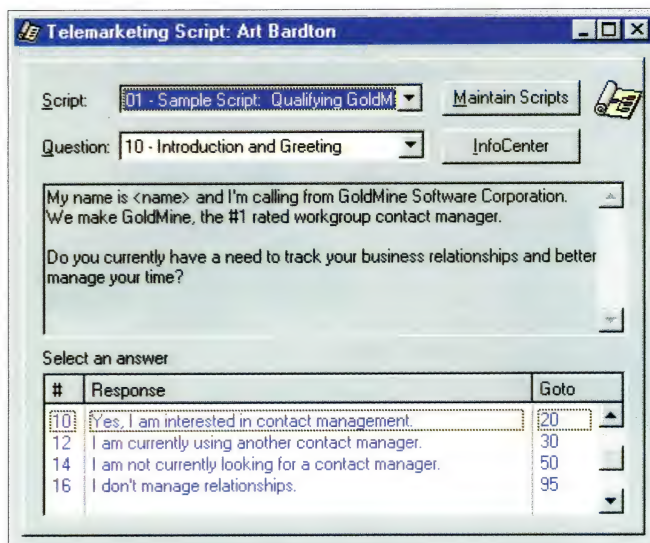 Telemarketing Script: Art Bardton
Script: 01 - Sample Script: Qualifying GoldM Maintain Scripts
Question: 10 - Introduction and Greeting InfoCenter
My name is <name> and I'm calling from GoldMine Software Corporation.
We make GoldMine, the #1 rated workgroup contact manager.
Do you currently have a need to track your business relationships and better
manage your time?
Select an answer
# Response Goto
10 Yes, I am interested in contact management. 20
12 I am currently using another contact manager. 30
14 I am not currently looking for a contact manager. 50
16 I don't manage relationships. 95